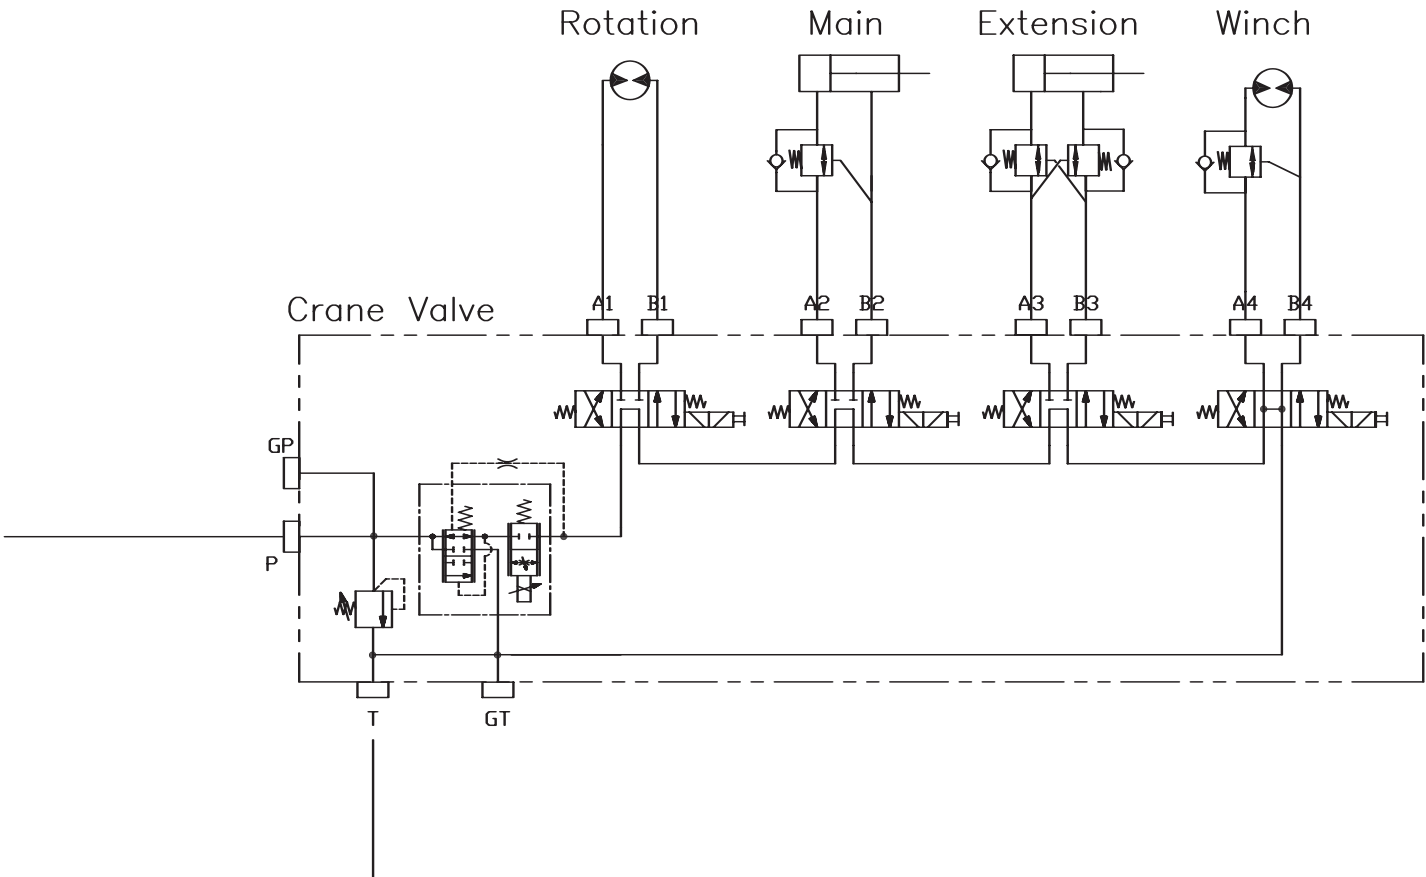 Rotation Main Extension Winch
Crane Valve
A1 B1 A2 B2 A3 B3 A4 B4
GP
P
T GT